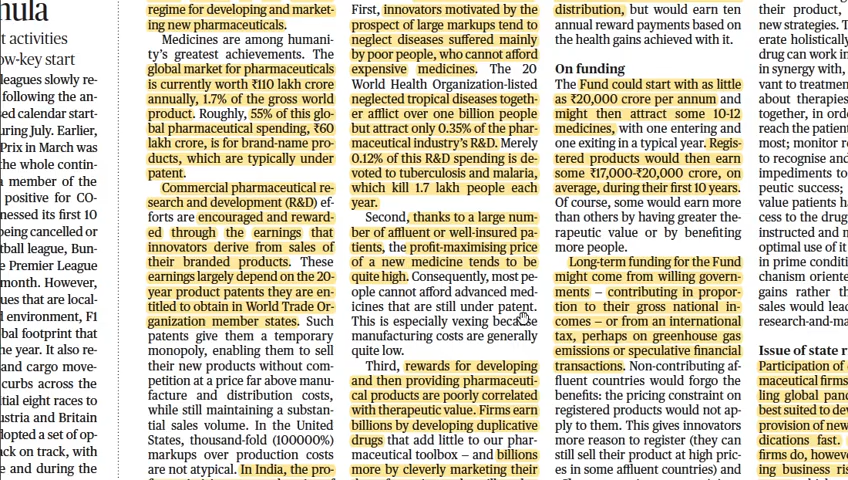 nula
t activities
ow-key start
leagues slowly re-
following the an-
sed calendar start-
uring July. Earlier,
Prix in March was
the whole contin-
a member of the
positive for CO-
nessed its first 10
being cancelled or
tball league, Bun-
e Premier League
month. However,
ues that are local-
d environment, F1
bal footprint that
he year. It also re-
and cargo move-
curbs across the
tial eight races to
ustria and Britain
dopted a set of op-
ack on track, with
e and during the
regime for developing and market-
ing new pharmaceuticals.
Medicines are among humani-
ty's greatest achievements. The
global market for pharmaceuticals
is currently worth ₹110 lakh crore
annually, 1.7% of the gross world
product. Roughly, 55% of this glo-
bal pharmaceutical spending, ₹60
lakh crore, is for brand-name pro-
ducts, which are typically under
patent.
Commercial pharmaceutical re-
search and development (R&D) ef-
forts are encouraged and reward-
ed through the earnings that
innovators derive from sales of
their branded products. These
earnings largely depend on the 20-
year product patents they are en-
titled to obtain in World Trade Or-
ganization member states. Such
patents give them a temporary
monopoly, enabling them to sell
their new products without com-
petition at a price far above manu-
facture and distribution costs,
while still maintaining a substan-
tial sales volume. In the United
States, thousand-fold (100000%)
markups over production costs
are not atypical. In India, the pro-
First, innovators motivated by the
prospect of large markups tend to
neglect diseases suffered mainly
by poor people, who cannot afford
expensive medicines. The 20
World Health Organization-listed
neglected tropical diseases togeth-
er afflict over one billion people
but attract only 0.35% of the phar-
maceutical industry's R&D. Merely
0.12% of this R&D spending is de-
voted to tuberculosis and malaria,
which kill 1.7 lakh people each
year.
Second, thanks to a large num-
ber of affluent or well-insured pa-
tients, the profit-maximising price
of a new medicine tends to be
quite high. Consequently, most pe-
ople cannot afford advanced med-
icines that are still under patent.
This is especially vexing because
manufacturing costs are generally
quite low.
Third, rewards for developing
and then providing pharmaceuti-
cal products are poorly correlated
with therapeutic value. Firms earn
billions by developing duplicative
drugs that add little to our phar-
maceutical toolbox – and billions
more by cleverly marketing their
distribution, but would earn ten
annual reward payments based on
the health gains achieved with it.
On funding
The Fund could start with as little
as ₹20,000 crore per annum and
might then attract some 10-12
medicines, with one entering and
one exiting in a typical year. Regis-
tered products would then earn
some ₹17,000-₹20,000 crore, on
average, during their first 10 years.
Of course, some would earn more
than others by having greater the-
rapeutic value or by benefiting
more people.
Long-term funding for the Fund
might come from willing govern-
ments – contributing in propor-
tion to their gross national in-
comes – or from an international
tax, perhaps on greenhouse gas
emissions or speculative financial
transactions. Non-contributing af-
fluent countries would forgo the
benefits: the pricing constraint on
registered products would not ap-
ply to them. This gives innovators
more reason to register (they can
still sell their product at high pric-
es in some affluent countries) and
their product,
new strategies. T
erate holistically
drug can work in
in synergy with,
vant to treatmen
about therapies
together, in orde
reach the patient
most; monitor re
to recognise and
impediments to
peutic success;
value patients ha
cess to the drug
instructed and m
optimal use of it
in prime conditi
chanism oriente
gains rather th
sales would lead
research-and-ma
Issue of state r
Participation of
maceutical firms
ling global pand
best suited to dev
provision of new
dications fast.
firms do, howev
ing business ris